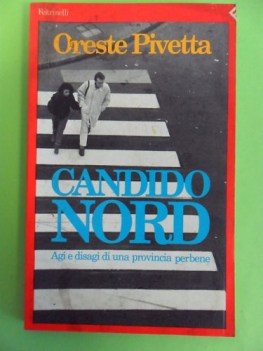 Feltrinelli
Oreste Pivetta
CANDIDO
NORD
Agi e disagi di una provincia perbene